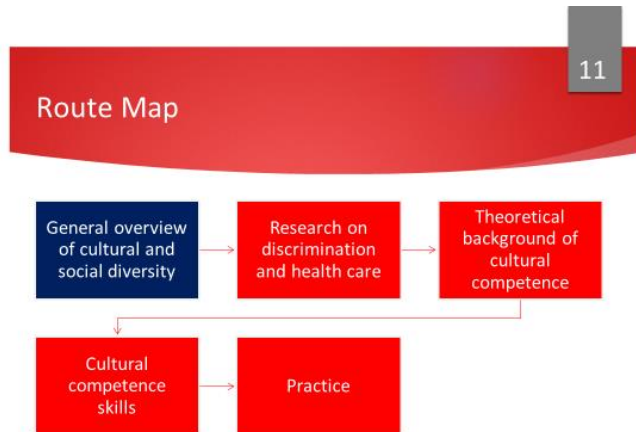 11
Route Map
General overview
of cultural and
social diversity
Research on
discrimination
and health care
Theoretical
background of
cultural
competence
Cultural
competence
skills
Practice